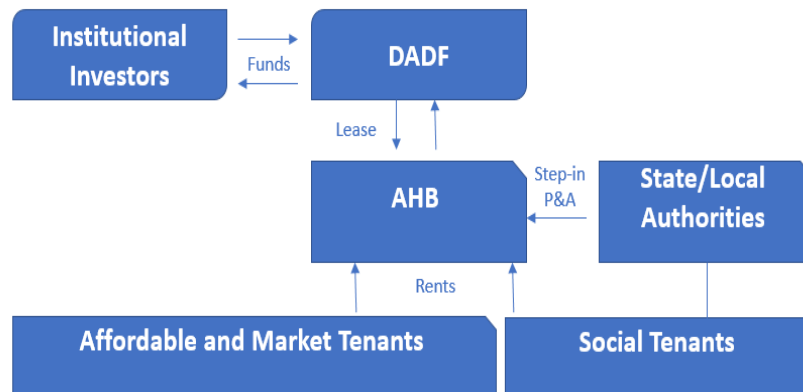 Institutional
Investors
Funds
DADF
Lease
AHB
Step-in
P&A
State/Local
Authorities
Rents
Affordable and Market Tenants
Social Tenants